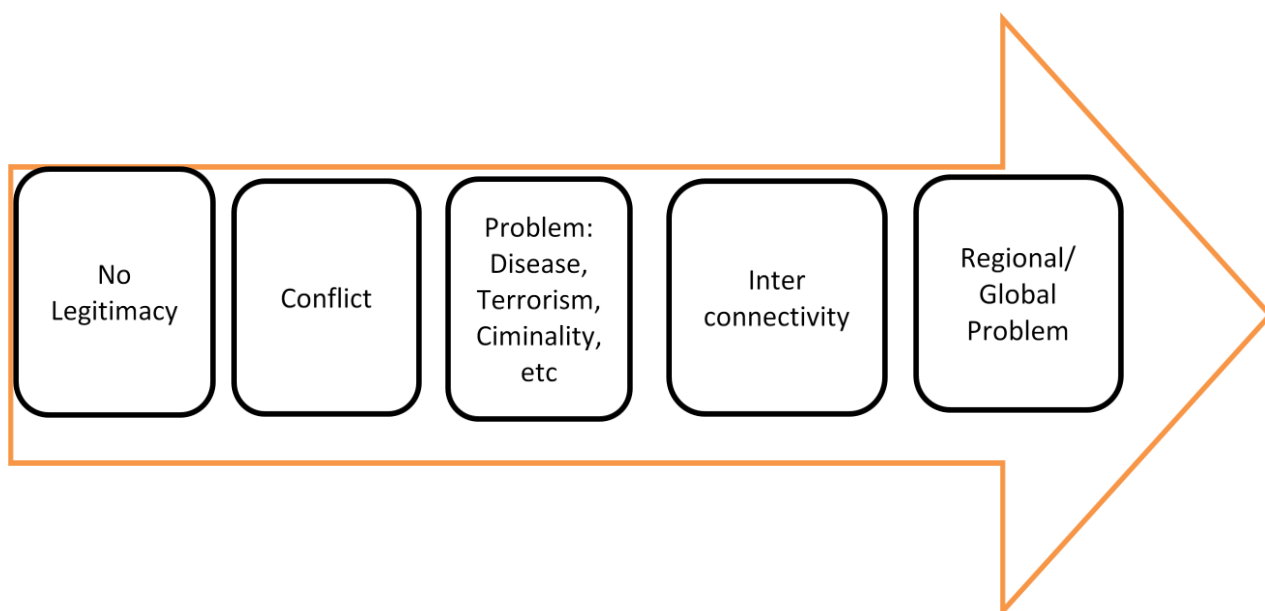 No
Legitimacy
Conflict
Problem:
Disease,
Terrorism,
Ciminality,
etc
Inter
connectivity
Regional/
Global
Problem